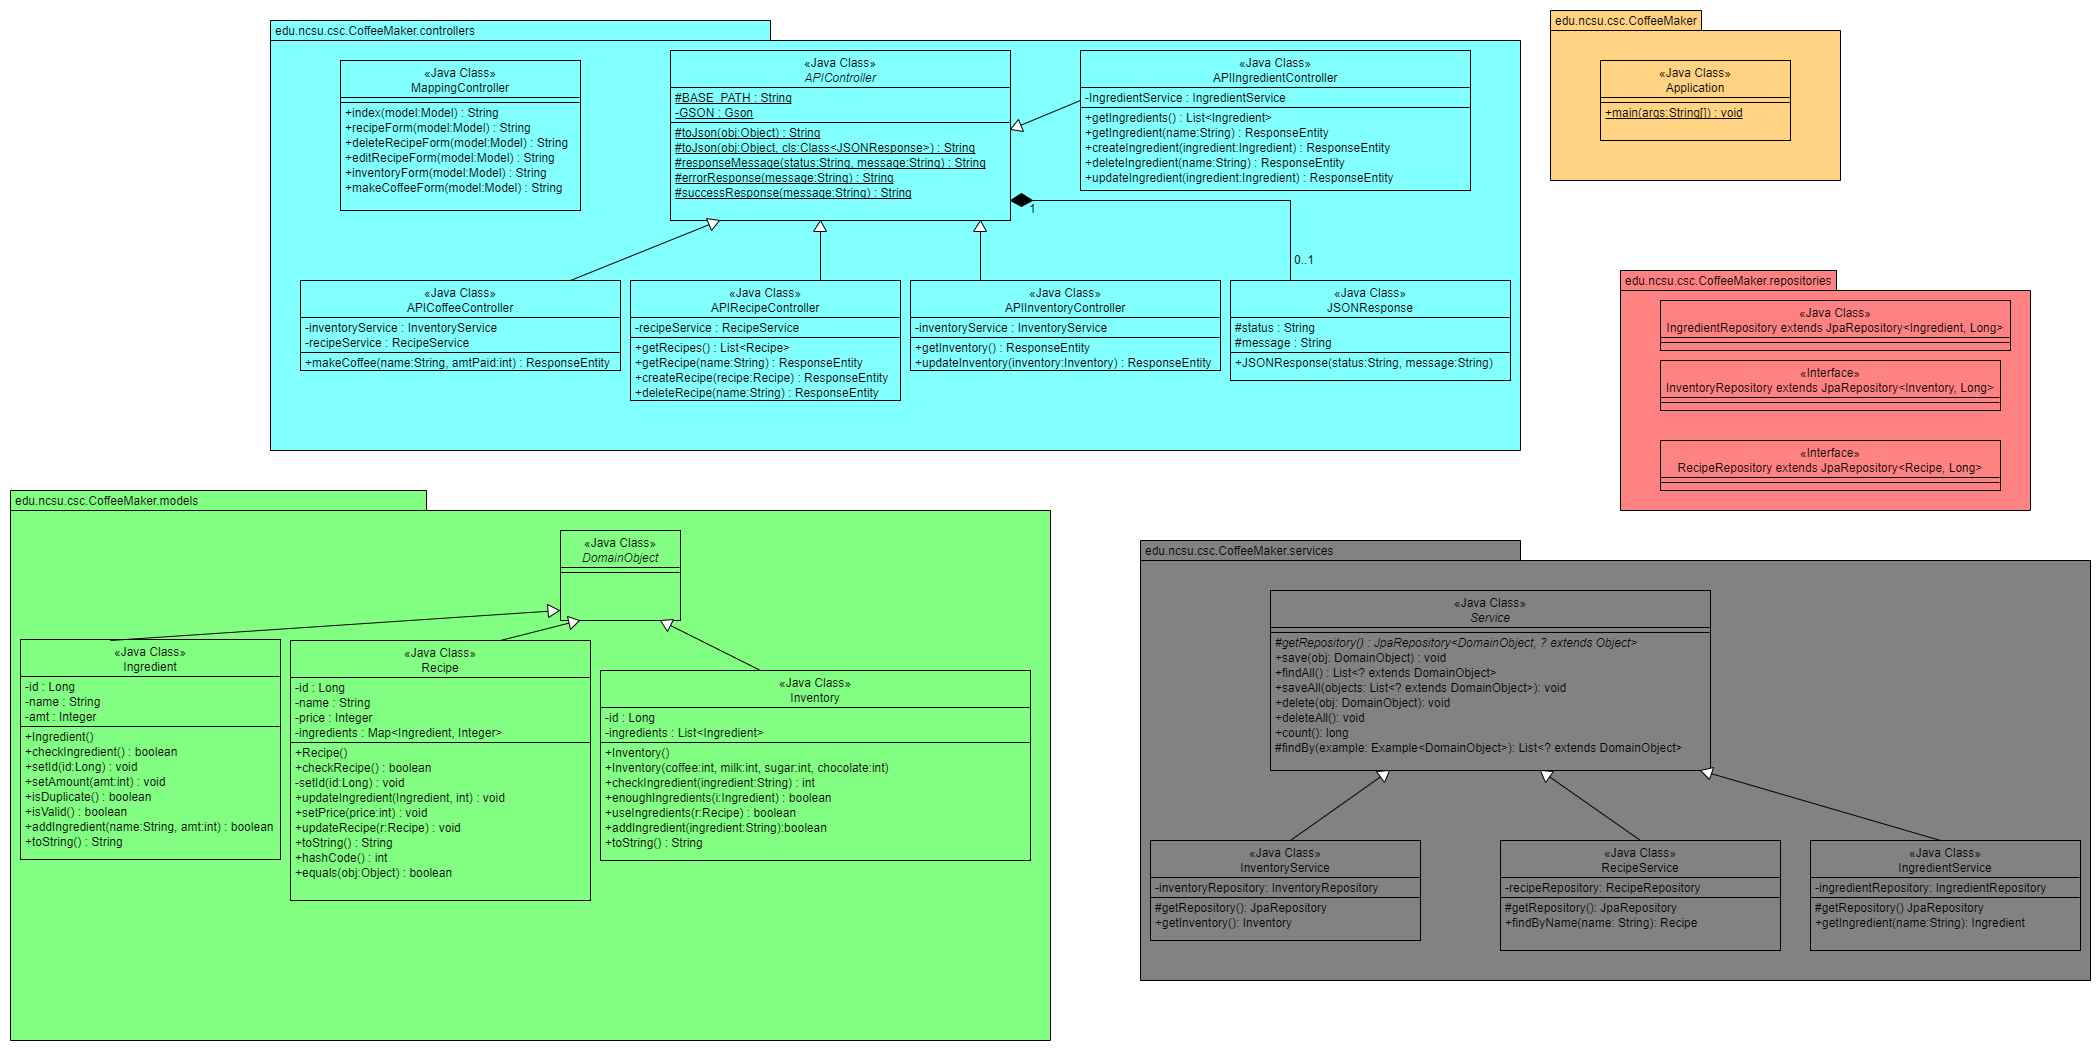 edu.ncsu.csc.CoffeeMaker.controllers
«Java Class»
MappingController
+index(model:Model) : String
+recipeForm(model:Model) : String
+deleteRecipeForm(model:Model) : String
+editRecipeForm(model:Model) : String
+inventoryForm(model:Model) : String
+makeCoffeeForm(model:Model) : String
«Java Class»
APIController
#BASE_PATH : String
-GSON : Gson
#toJson(obj:Object) : String
#toJson(obj:Object, cls:Class<JSONResponse>) : String
#responseMessage(status:String, message:String) : String
#errorResponse(message:String) : String
#successResponse(message:String) : String
«Java Class»
APIIngredientController
-IngredientService : IngredientService
+getIngredients() : List<Ingredient>
+getIngredient(name:String) : ResponseEntity
+createIngredient(ingredient:Ingredient) : ResponseEntity
+deleteIngredient(name:String) : ResponseEntity
+updateIngredient(ingredient:Ingredient) : ResponseEntity
1
0..1
«Java Class»
APICoffeeController
-inventoryService : InventoryService
-recipeService : RecipeService
+makeCoffee(name:String, amtPaid:int) : ResponseEntity
«Java Class»
APIRecipeController
-recipeService : RecipeService
+getRecipes() : List<Recipe>
+getRecipe(name:String) : ResponseEntity
+createRecipe(recipe:Recipe) : ResponseEntity
+deleteRecipe(name:String) : ResponseEntity
«Java Class»
APIInventoryController
-inventoryService : InventoryService
+getInventory() : ResponseEntity
+updateInventory(inventory:Inventory) : ResponseEntity
«Java Class»
JSONResponse
#status : String
#message : String
+JSONResponse(status:String, message:String)
edu.ncsu.csc.CoffeeMaker
«Java Class»
Application
+main(args:String[]) : void
edu.ncsu.csc.CoffeeMaker.repositories
«Java Class»
IngredientRepository extends JpaRepository<Ingredient, Long>
«Interface»
InventoryRepository extends JpaRepository<Inventory, Long>
«Interface»
RecipeRepository extends JpaRepository<Recipe, Long>
edu.ncsu.csc.CoffeeMaker.models
«Java Class»
DomainObject
«Java Class»
Ingredient
-id : Long
-name : String
-amt : Integer
+Ingredient()
+checkIngredient() : boolean
+setId(id:Long) : void
+setAmount(amt:int) : void
+isDuplicate() : boolean
+isValid() : boolean
+addIngredient(name:String, amt:int) : boolean
+toString() : String
«Java Class»
Recipe
-id : Long
-name : String
-price : Integer
-ingredients : Map<Ingredient, Integer>
+Recipe()
+checkRecipe() : boolean
-setId(id:Long) : void
+updateIngredient(Ingredient, int) : void
+setPrice(price:int) : void
+updateRecipe(r:Recipe) : void
+toString() : String
+hashCode() : int
+equals(obj:Object) : boolean
«Java Class»
Inventory
-id : Long
-ingredients : List<Ingredient>
+Inventory()
+Inventory(coffee:int, milk:int, sugar:int, chocolate:int)
+checkIngredient(ingredient:String) : int
+enoughIngredients(i:Ingredient) : boolean
+useIngredients(r:Recipe) : boolean
+addIngredient(ingredient:String):boolean
+toString() : String
edu.ncsu.csc.CoffeeMaker.services
«Java Class»
Service
#getRepository() : JpaRepository<DomainObject, ? extends Object>
+save(obj: DomainObject) : void
+findAll() : List<? extends DomainObject>
+saveAll(objects: List<? extends DomainObject>): void
+delete(obj: DomainObject): void
+deleteAll(): void
+count(): long
#findBy(example: Example<DomainObject>): List<? extends DomainObject>
«Java Class»
InventoryService
-inventoryRepository: InventoryRepository
#getRepository(): JpaRepository
+getInventory(): Inventory
«Java Class»
RecipeService
-recipeRepository: RecipeRepository
#getRepository(): JpaRepository
+findByName(name: String): Recipe
«Java Class»
IngredientService
-ingredientRepository: IngredientRepository
#getRepository() JpaRepository
+getIngredient(name:String): Ingredient